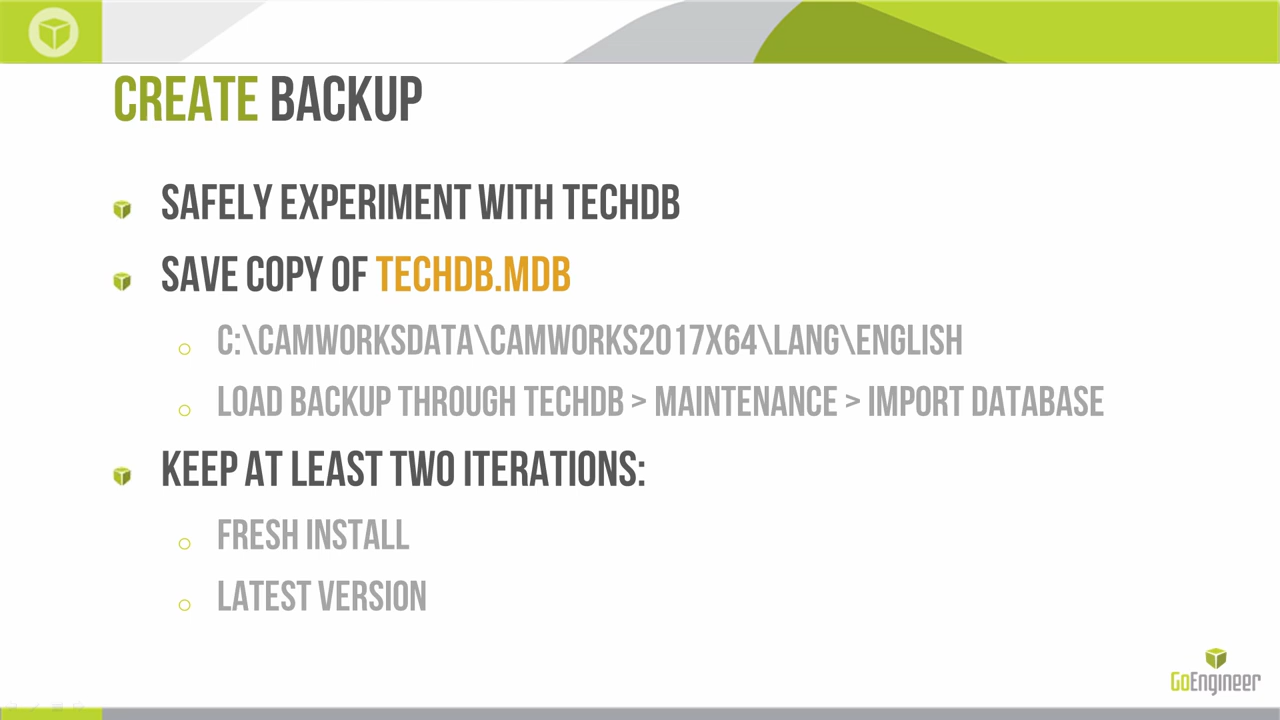 CREATE BACKUP
SAFELY EXPERIMENT WITH TECHDB
SAVE COPY OF TECHDB.MDB
C:\CAMWORKSDATA\CAMWORKS2017X64\LANG\ENGLISH
LOAD BACKUP THROUGH TECHDB > MAINTENANCE > IMPORT DATABASE
KEEP AT LEAST TWO ITERATIONS:
FRESH INSTALL
LATEST VERSION
GoEngineer